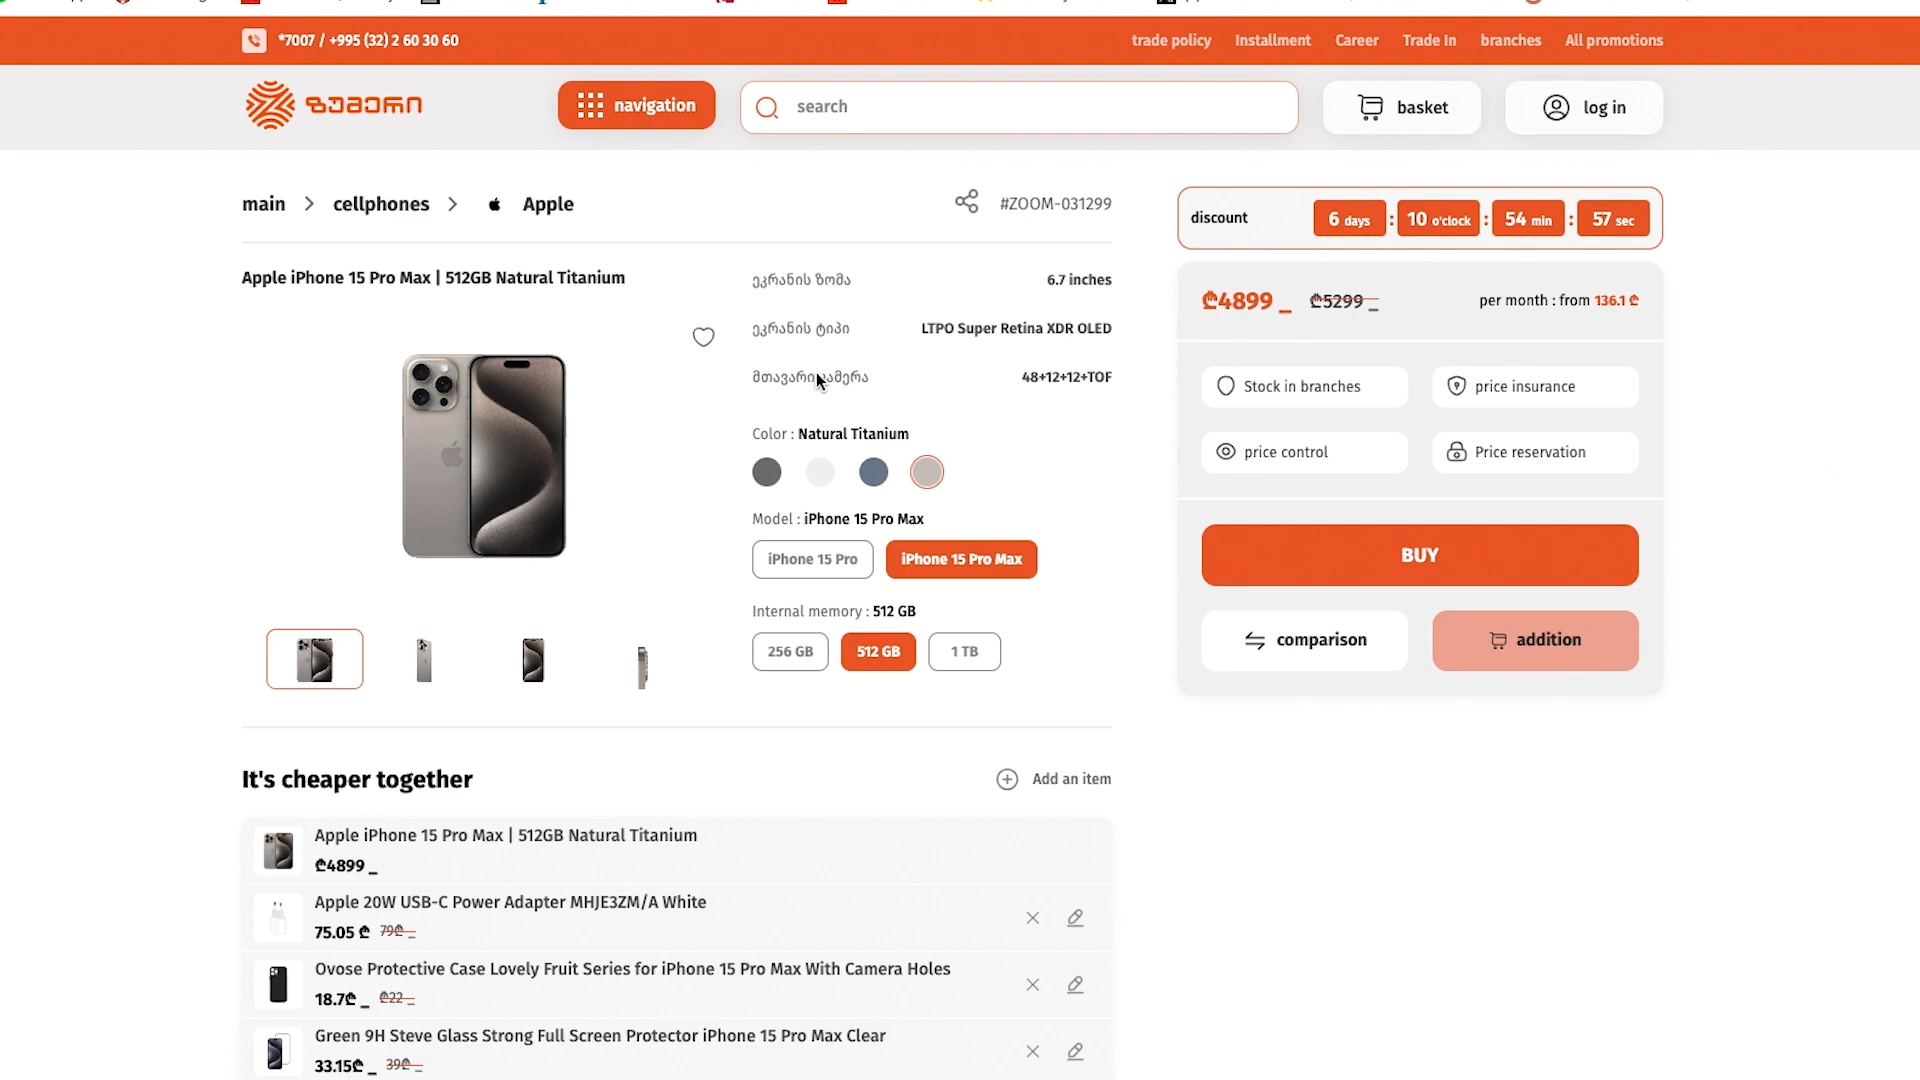 *7007 / +995 (32) 2 60 30 60
trade policy Installment Career Trade In branches All promotions
ზუმერი
navigation
search
basket
log in
main > cellphones > Apple
#ZOOM-031299
discount
6 days : 10 o'clock : 54 min : 57 sec
Apple iPhone 15 Pro Max | 512GB Natural Titanium
ეკრანის ზომა 6.7 inches
ეკრანის ტიპი LTPO Super Retina XDR OLED
მთავარი კამერა 48+12+12+TOF
Color : Natural Titanium
Model : iPhone 15 Pro Max
iPhone 15 Pro
iPhone 15 Pro Max
Internal memory : 512 GB
256 GB
512 GB
1 TB
₾4899 _ ₾5299 _ per month : from 136.1 ₾
Stock in branches
price insurance
price control
Price reservation
BUY
comparison
addition
It's cheaper together
Add an item
Apple iPhone 15 Pro Max | 512GB Natural Titanium
₾4899 _
Apple 20W USB-C Power Adapter MHJE3ZM/A White
75.05 ₾ 79₾ _
Ovose Protective Case Lovely Fruit Series for iPhone 15 Pro Max With Camera Holes
18.7₾ _ ₾22 _
Green 9H Steve Glass Strong Full Screen Protector iPhone 15 Pro Max Clear
33.15₾ _ 39₾ _